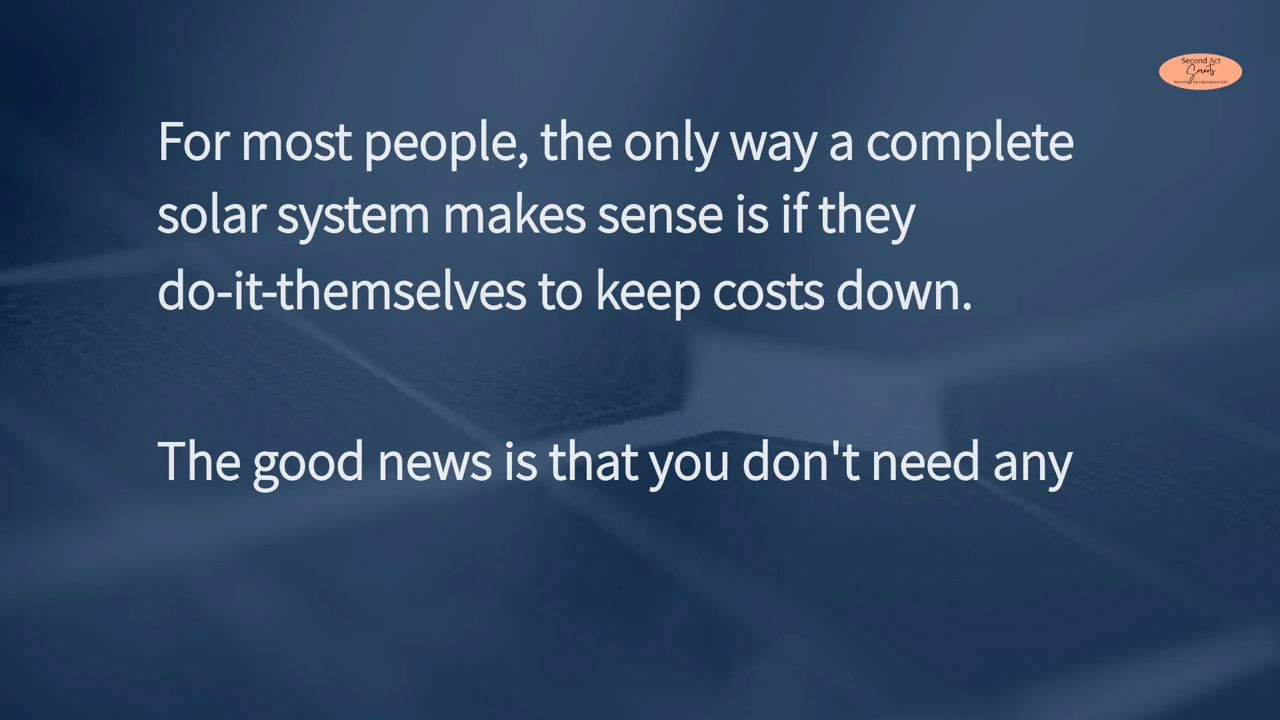 Second Act
Grants
For most people, the only way a complete
solar system makes sense is if they
do-it-themselves to keep costs down.
The good news is that you don't need any